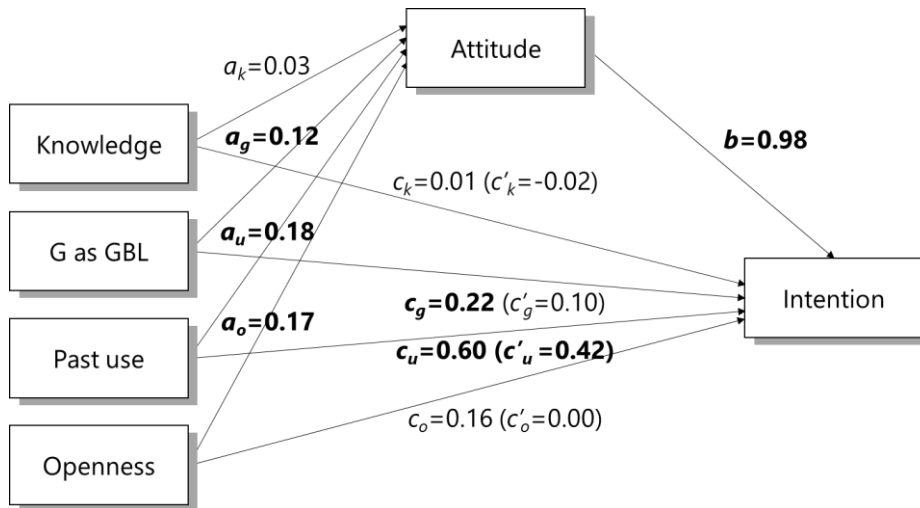 Attitude
a_k=0.03
Knowledge
a_g=0.12
b=0.98
c_k=0.01 (c'_k=-0.02)
G as GBL
a_u=0.18
Intention
c_g=0.22 (c'_g=0.10)
Past use
a_o=0.17
c_u=0.60 (c'_u=0.42)
c_o=0.16 (c'_o=0.00)
Openness